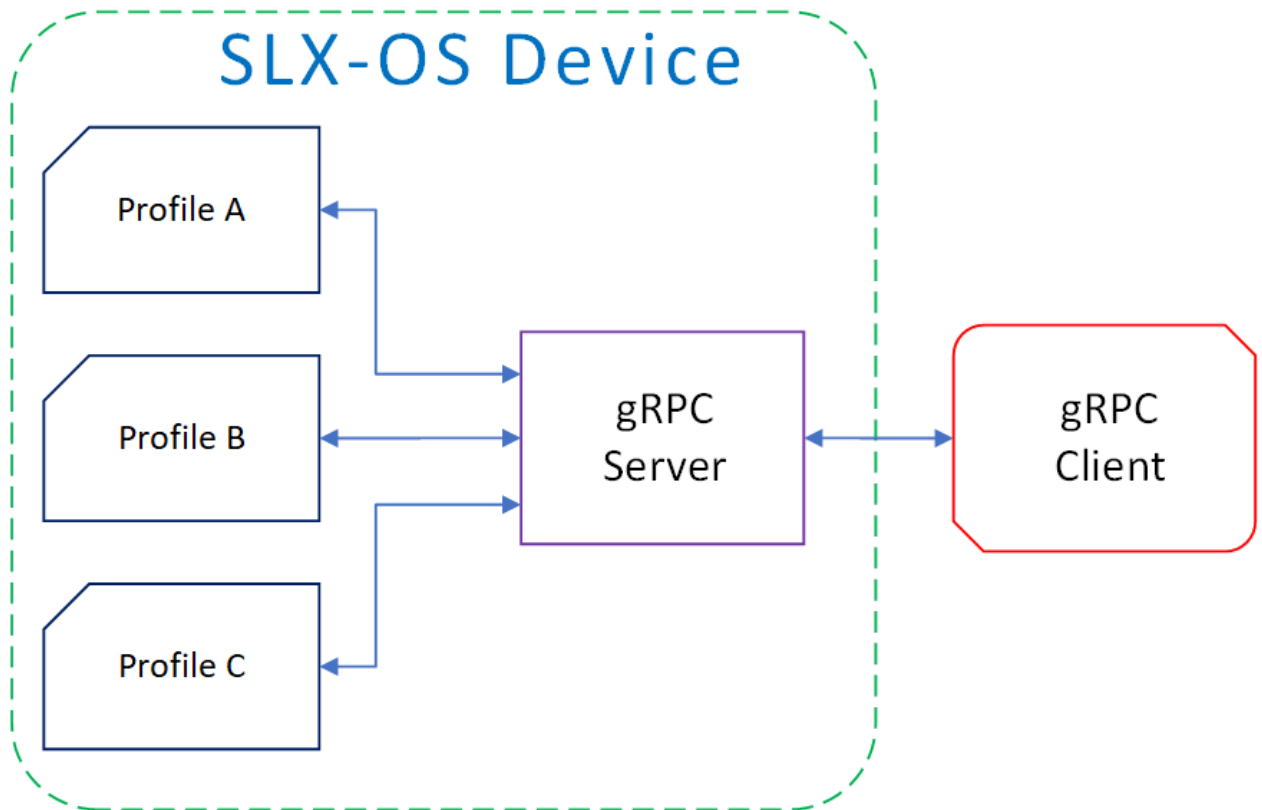 SLX-OS Device
Profile A
Profile B
Profile C
gRPC
Server
gRPC
Client